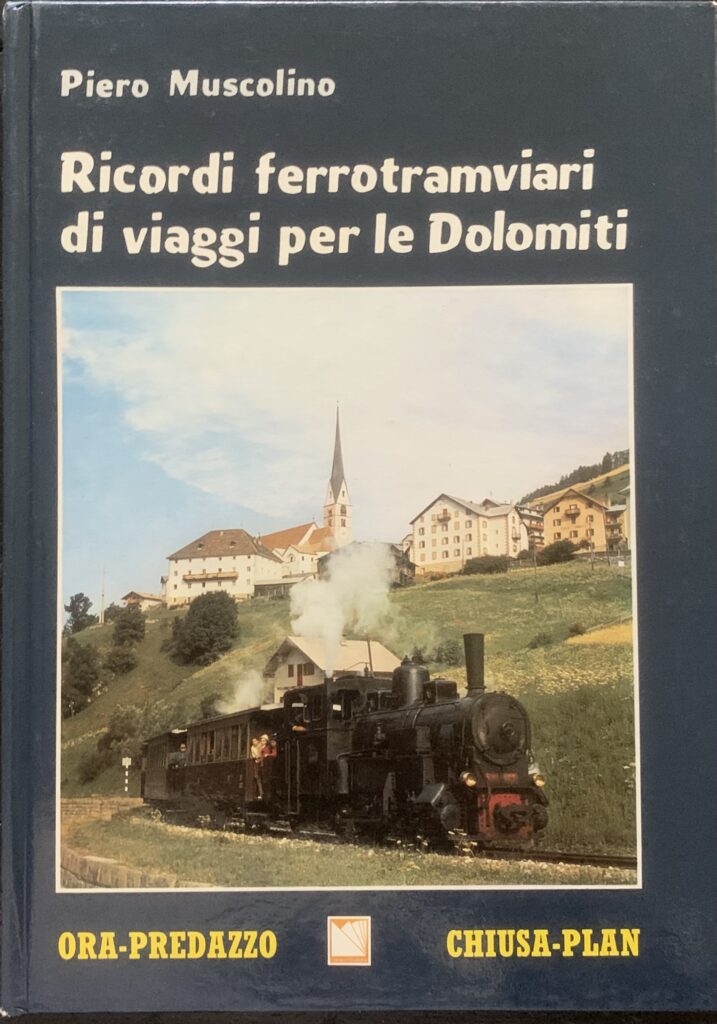 Piero Muscolino
Ricordi ferrotramviari
di viaggi per le Dolomiti
ORA-PREDAZZO
CHIUSA-PLAN